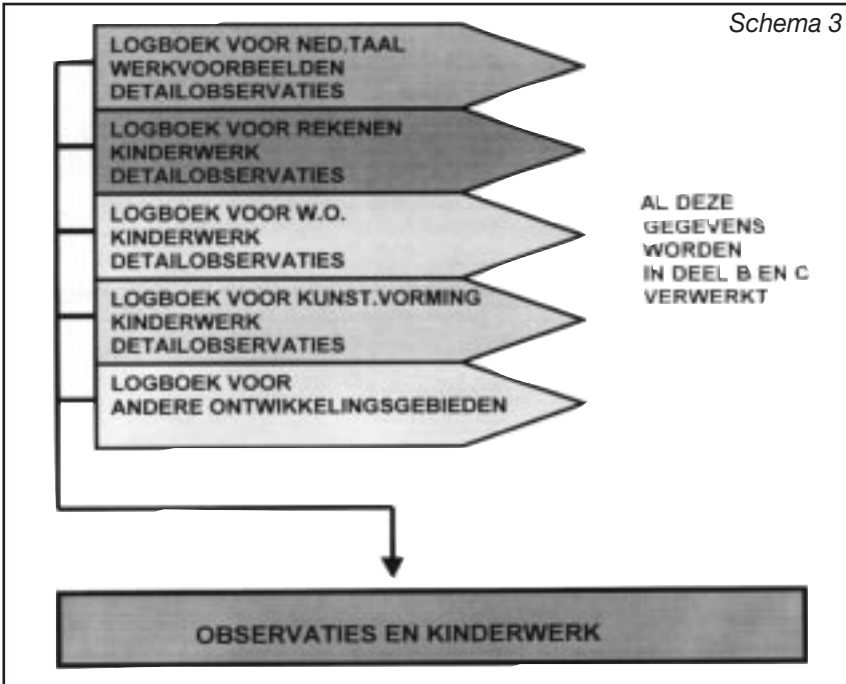 Schema 3
LOGBOEK VOOR NED.TAAL
WERKVOORBEELDEN
DETAILOBSERVATIES
LOGBOEK VOOR REKENEN
KINDERWERK
DETAILOBSERVATIES
LOGBOEK VOOR W.O.
KINDERWERK
DETAILOBSERVATIES
LOGBOEK VOOR KUNST.VORMING
KINDERWERK
DETAILOBSERVATIES
LOGBOEK VOOR
ANDERE ONTWIKKELINGSGEBIEDEN
AL DEZE
GEGEVENS
WORDEN
IN DEEL B EN C
VERWERKT
OBSERVATIES EN KINDERWERK